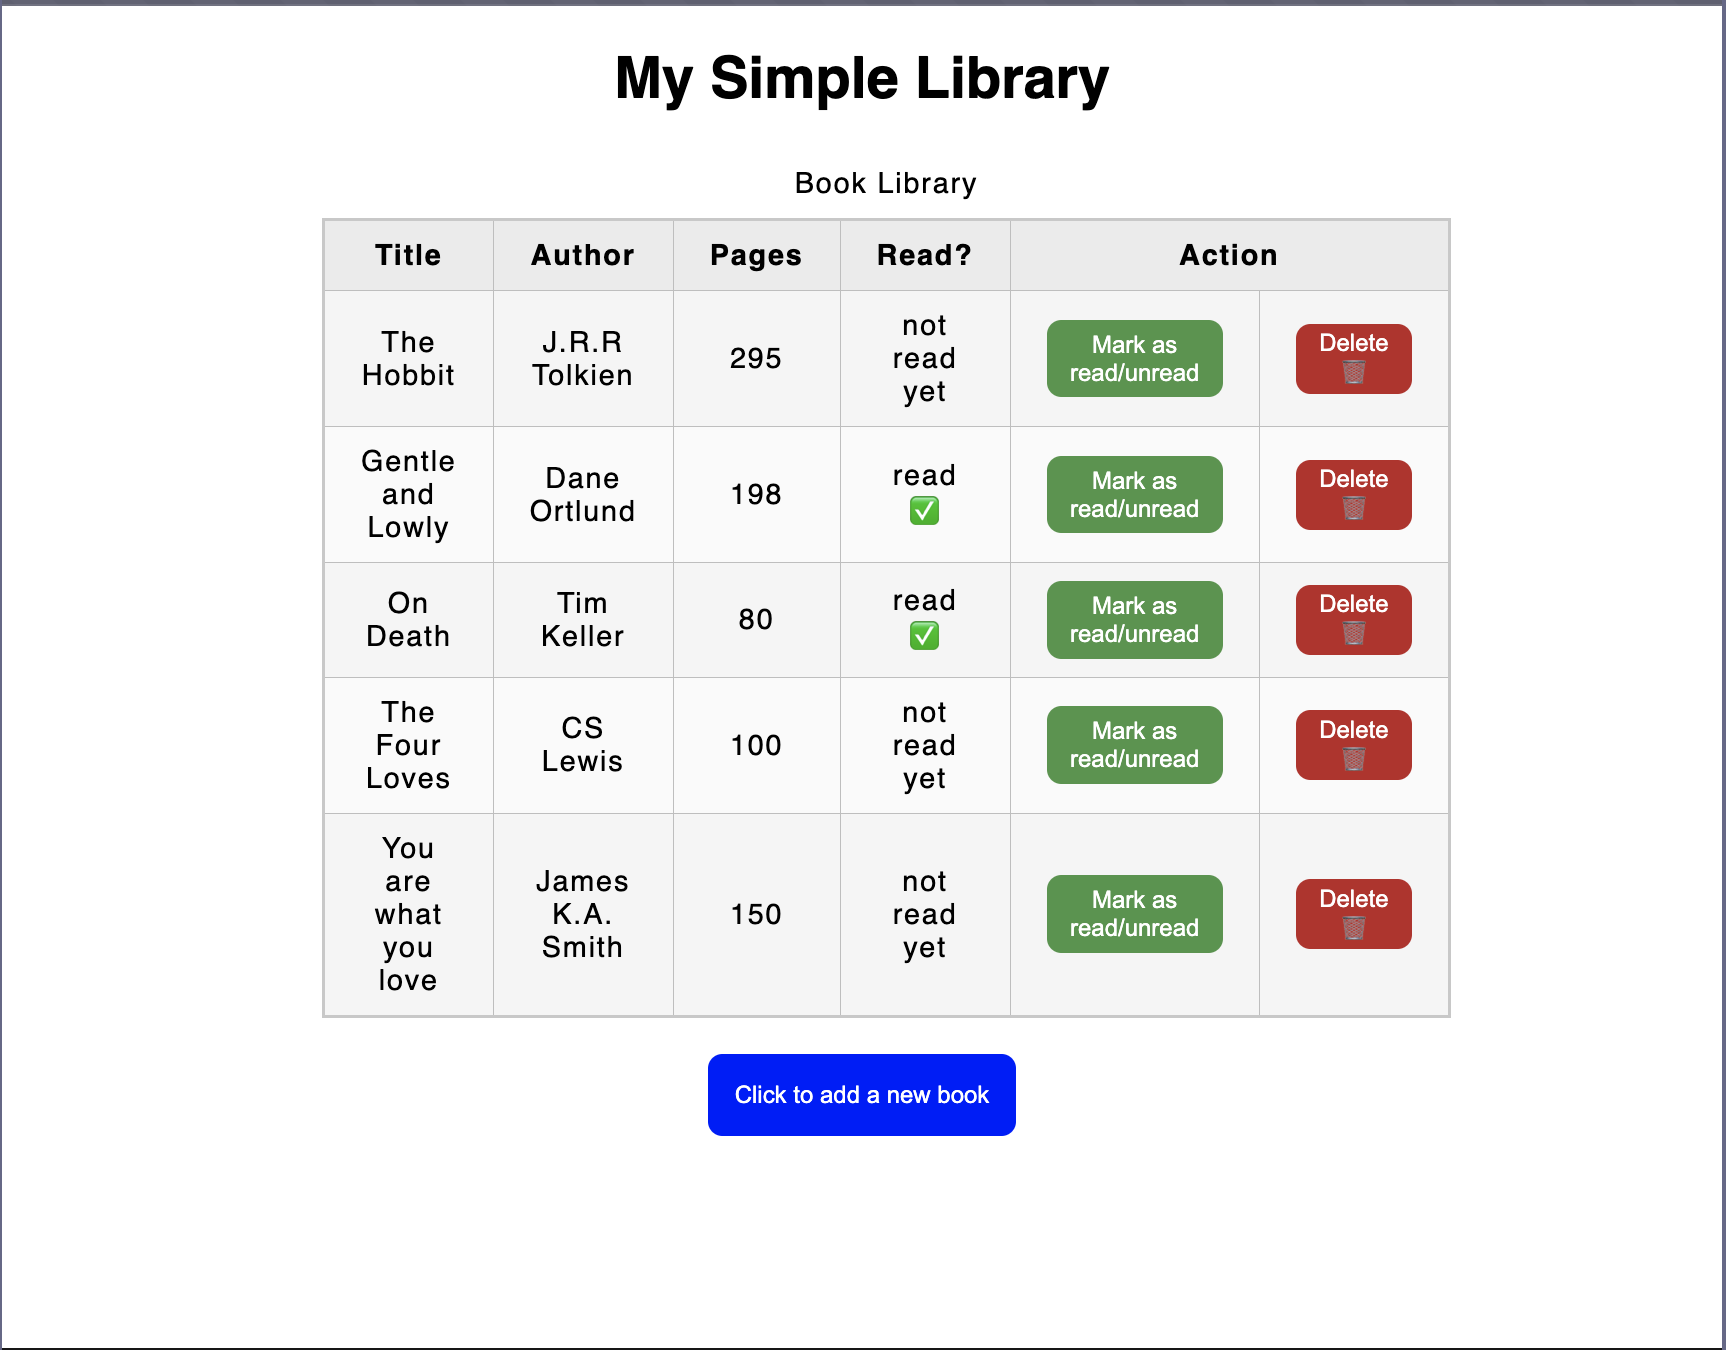 My Simple Library
Book Library
Title Author Pages Read? Action
The
Hobbit
J.R.R
Tolkien
295
not
read
yet
Mark as
read/unread
Delete
🗑
Gentle
and
Lowly
Dane
Ortlund
198
read
✅
Mark as
read/unread
Delete
🗑
On
Death
Tim
Keller
80
read
✅
Mark as
read/unread
Delete
🗑
The
Four
Loves
CS
Lewis
100
not
read
yet
Mark as
read/unread
Delete
🗑
You
are
what
you
love
James
K.A.
Smith
150
not
read
yet
Mark as
read/unread
Delete
🗑
Click to add a new book